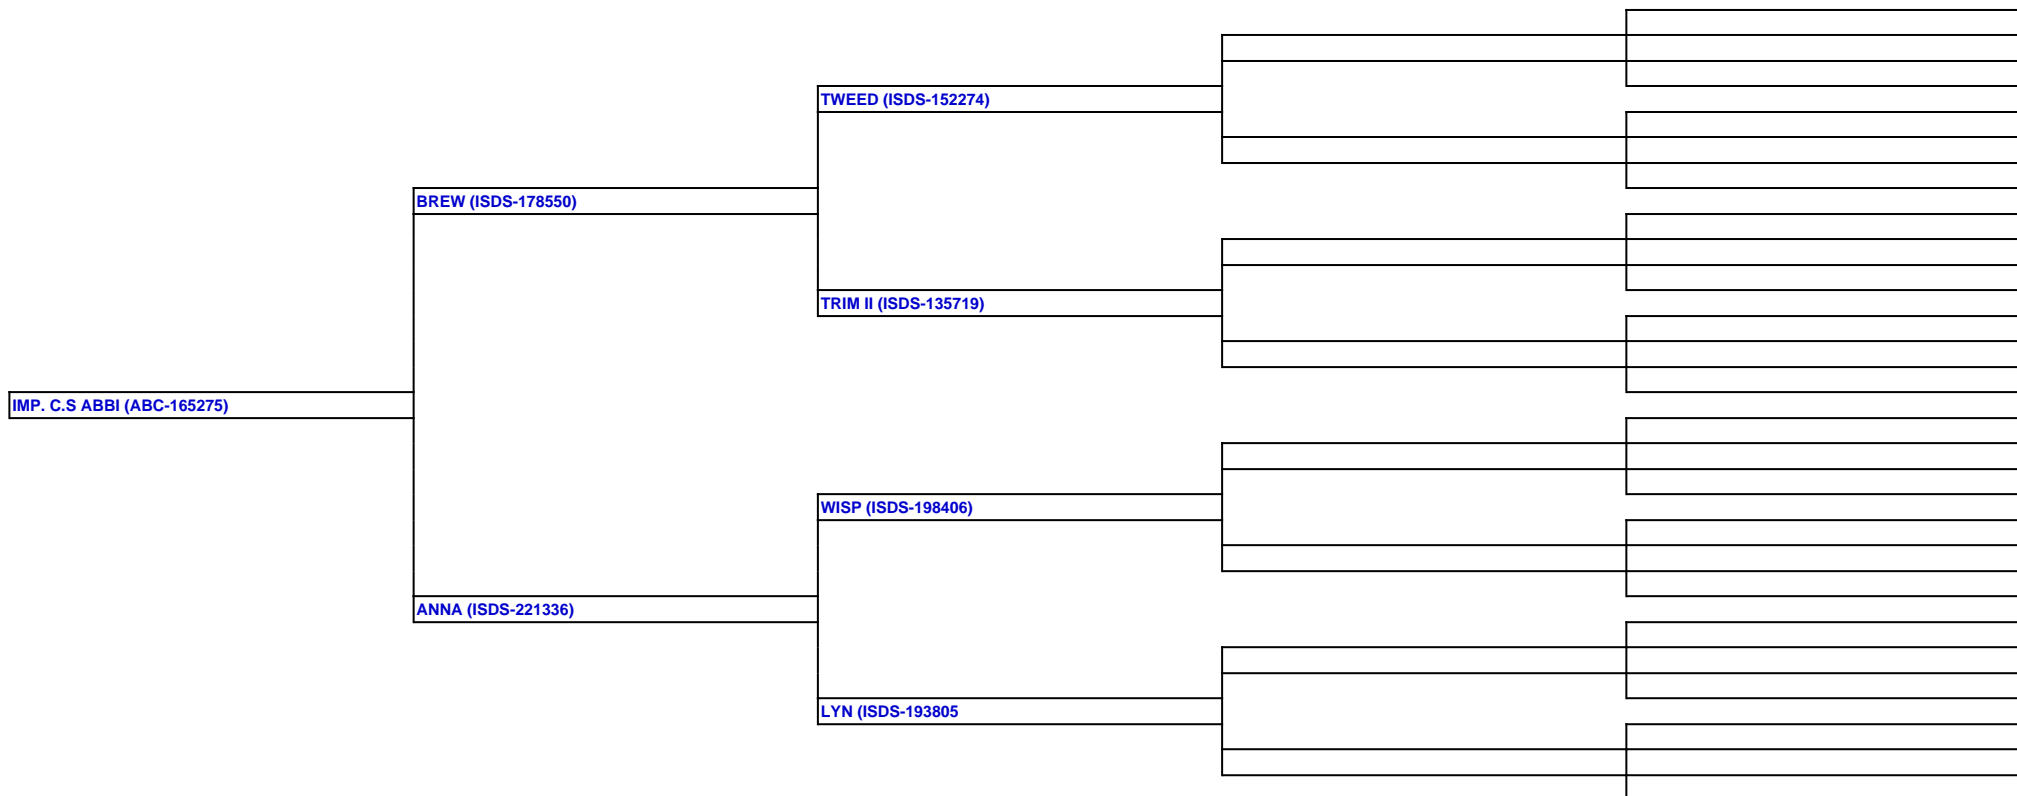 TWEED (ISDS-152274)
BREW (ISDS-178550)
TRIM II (ISDS-135719)
IMP. C.S ABBI (ABC-165275)
WISP (ISDS-198406)
ANNA (ISDS-221336)
LYN (ISDS-193805